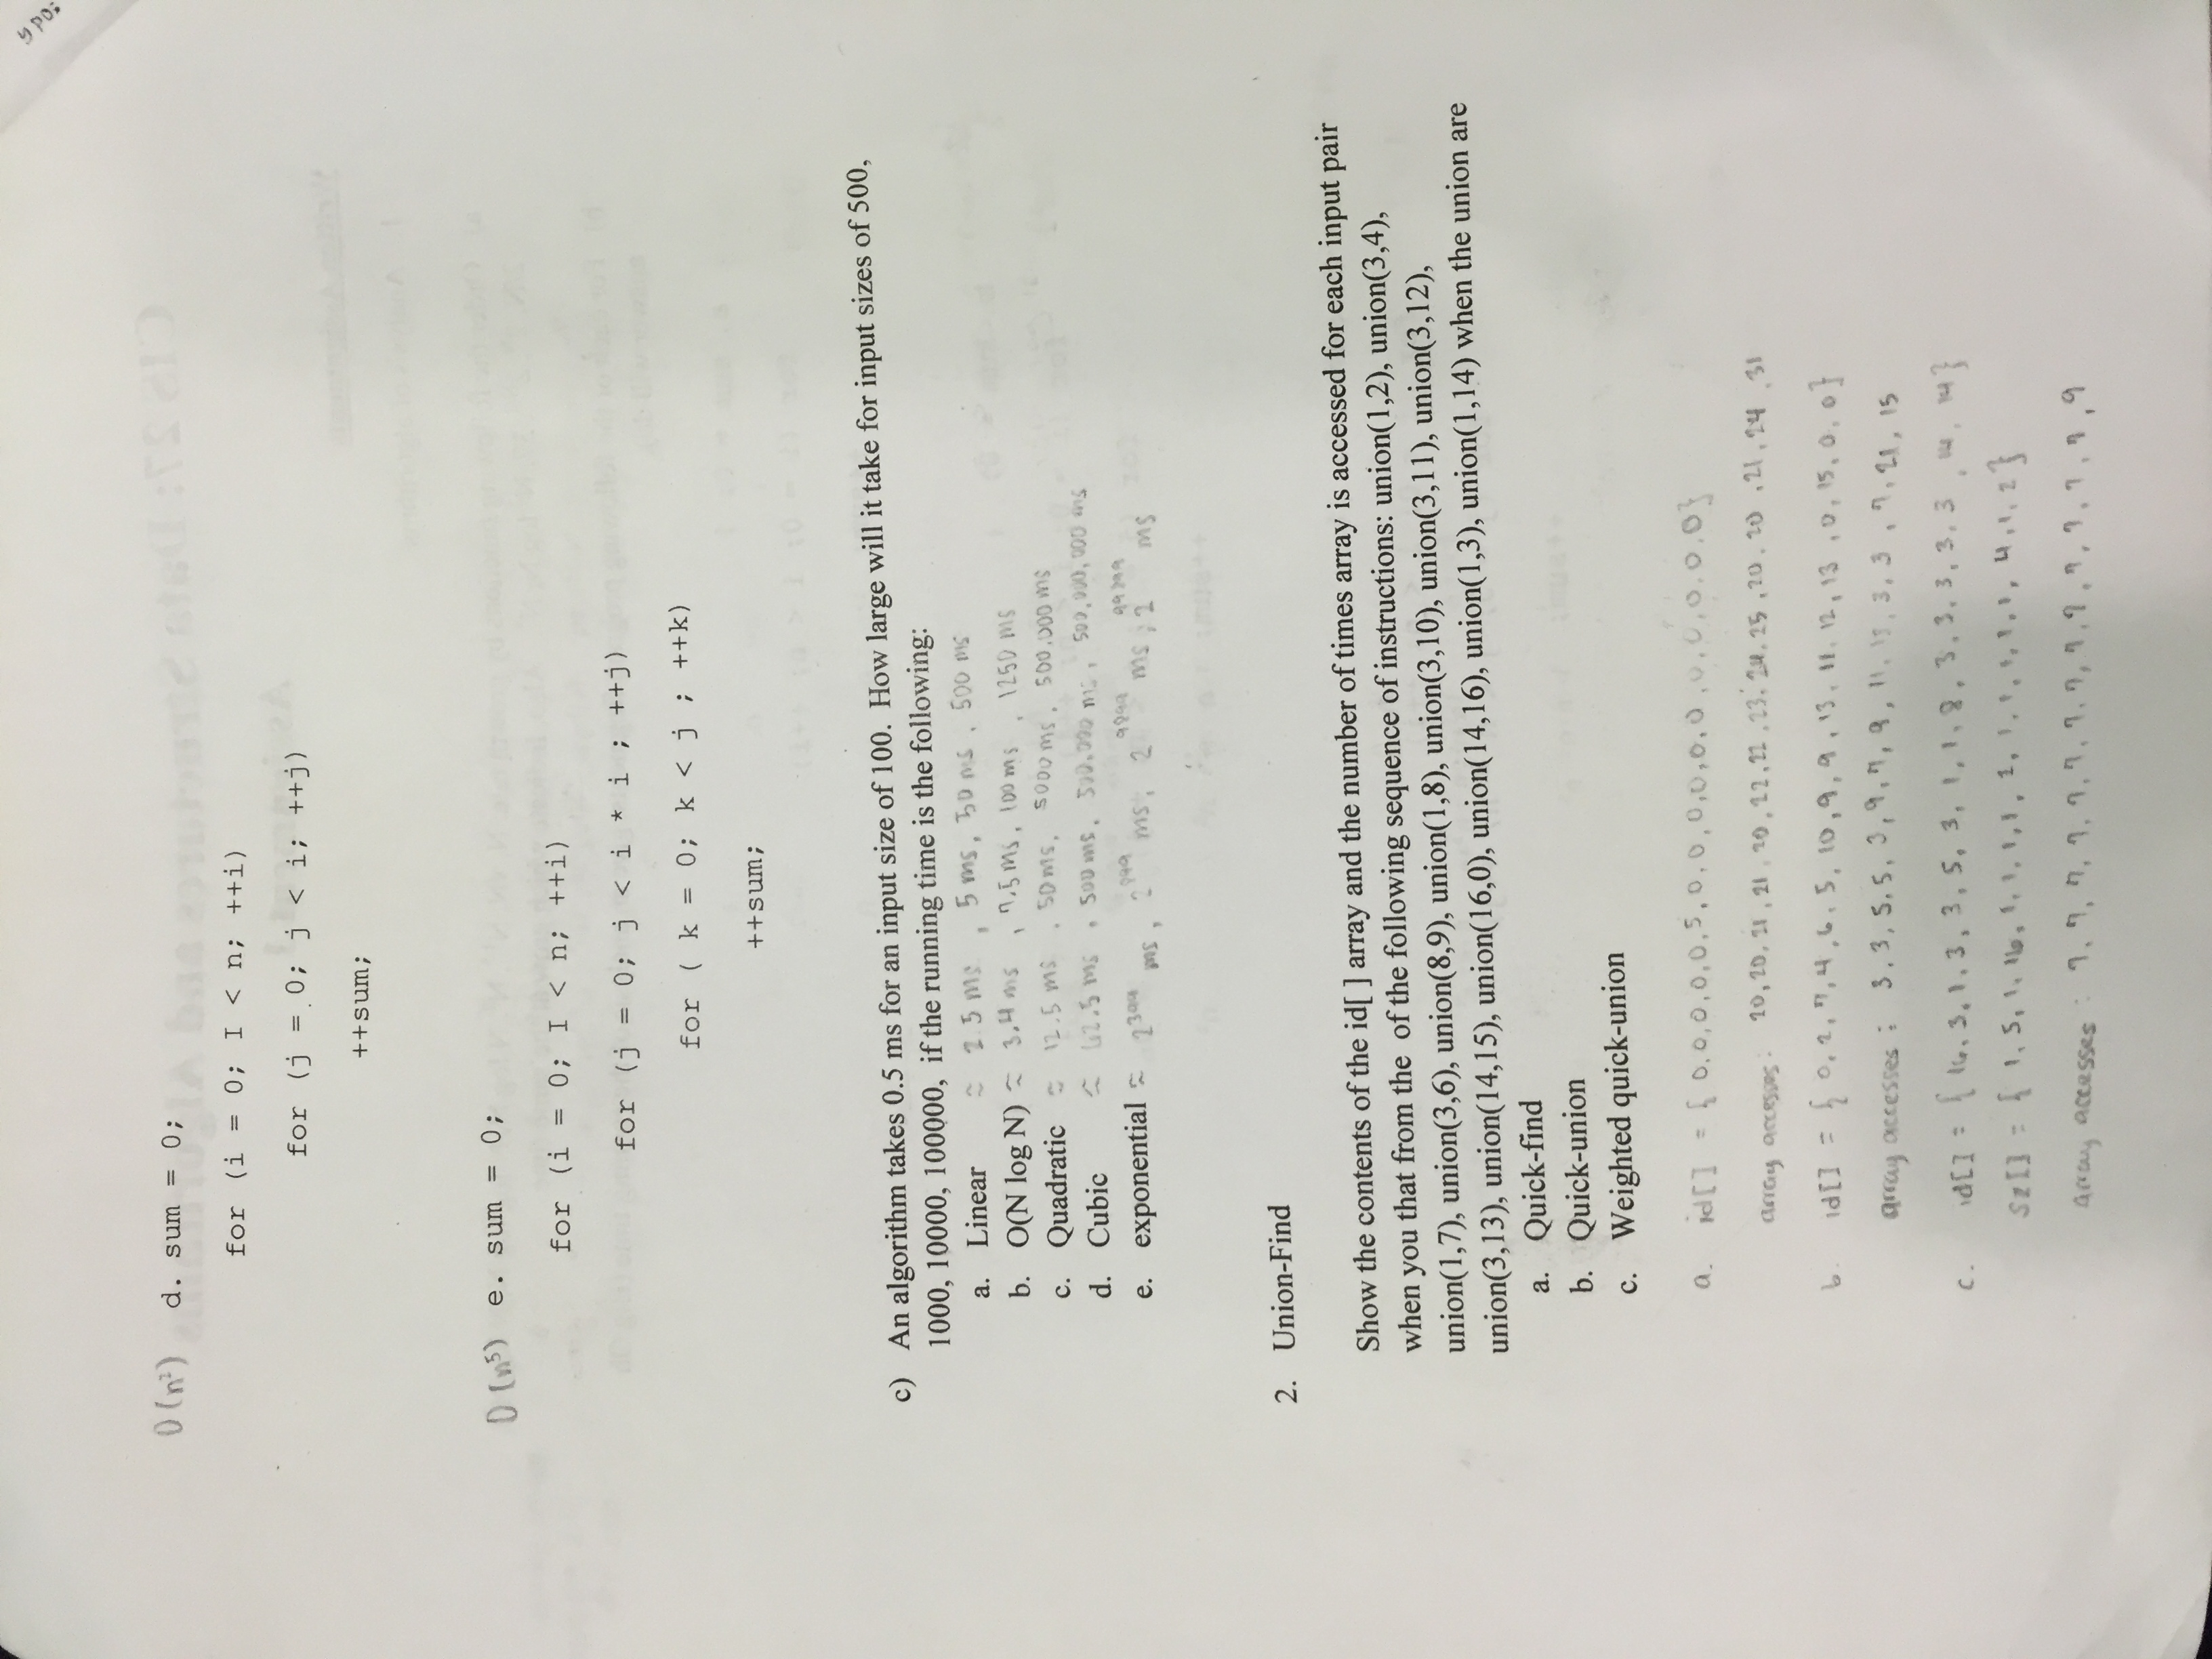 5 poi
O(n²) d. sum = 0;
for (i = 0; I < n; ++i)
for (j = 0; j < i; ++j)
++sum;
O(n⁵) e. sum = 0;
for (i = 0; I < n; ++i)
for (j = 0; j < i * i ; ++j)
for ( k = 0; k < j ; ++k)
++sum;
c) An algorithm takes 0.5 ms for an input size of 100. How large will it take for input sizes of 500,
1000, 10000, 100000, if the running time is the following:
a. Linear ≈ 2.5 ms, 5 ms, 50 ms, 500 ms
b. O(N log N) ≈ 3.4 ms, 7.5 ms, 100 ms, 1250 ms
c. Quadratic ≈ 12.5 ms, 50 ms, 5000 ms, 500,000 ms
d. Cubic ≈ 62.5 ms, 500 ms, 500,000 ms, 500,000,000 ms
e. exponential ≈ 2³⁹⁹ ms, 2⁸⁹⁹ ms, 2⁹⁸⁹⁹ ms, 2⁹⁹⁸⁹⁹ ms
2. Union-Find
Show the contents of the id[ ] array and the number of times array is accessed for each input pair
when you that from the of the following sequence of instructions: union(1,2), union(3,4),
union(1,7), union(3,6), union(8,9), union(1,8), union(3,10), union(3,11), union(3,12),
union(3,13), union(14,15), union(16,0), union(14,16), union(1,3), union(1,14) when the union are
a. Quick-find
b. Quick-union
c. Weighted quick-union
a. id[] = { 0,0,0,0,0,5,0,0,0,0,0,0,0,0,0,0,0}
array accesses: 20,20,21,21,20,22,22,23,24,25,20,20,21,24,31
b. id[] = { 0,2,7,4,6,5,10,9,9,13,11,12,13,0,15,0,0}
array accesses: 3,3,5,5,3,9,7,9,11,13,3,3,7,21,15
c. id[] = { 16,3,1,3,3,5,3,1,1,8,3,3,3,3,3,14,14}
sz[] = { 1,5,1,16,1,1,1,1,2,1,1,1,1,1,4,1,2}
array accesses: 7,7,7,7,7,7,7,7,7,7,7,7,7,7,9